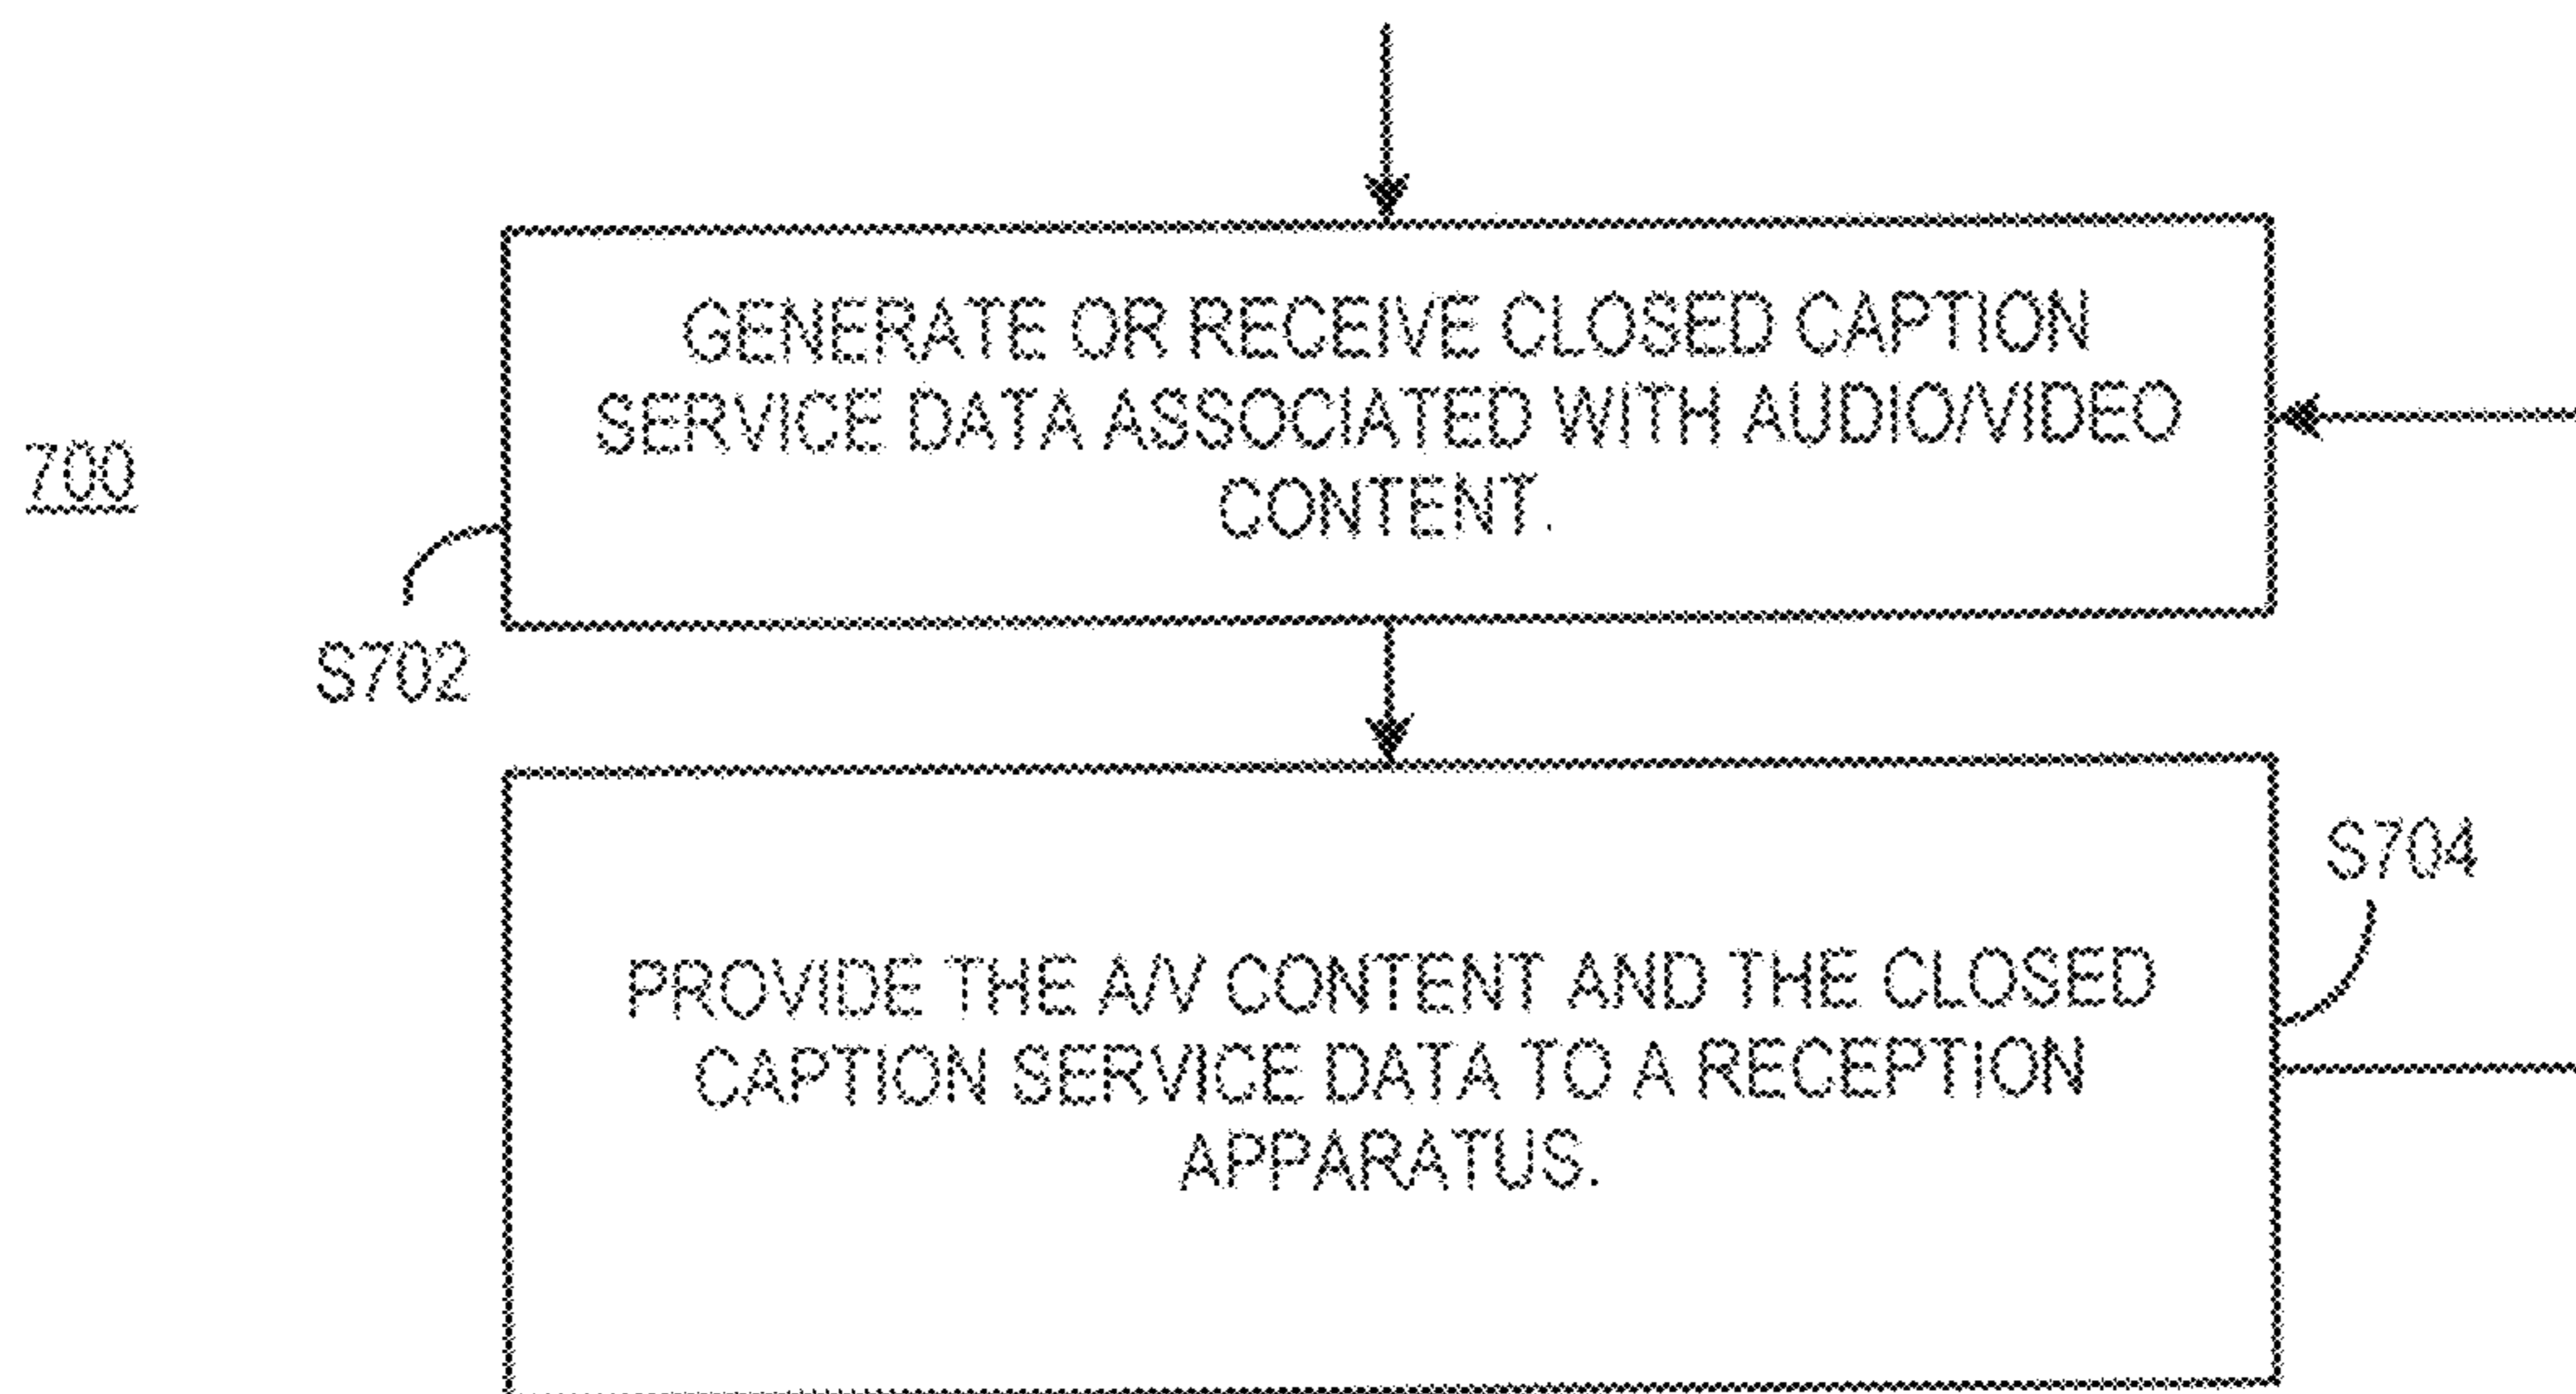 GENERATE OR RECEIVE CLOSED CAPTION
SERVICE DATA ASSOCIATED WITH AUDIO/VIDEO
CONTENT.
700
S702
S704
PROVIDE THE A/V CONTENT AND THE CLOSED
CAPTION SERVICE DATA TO A RECEPTION
APPARATUS.